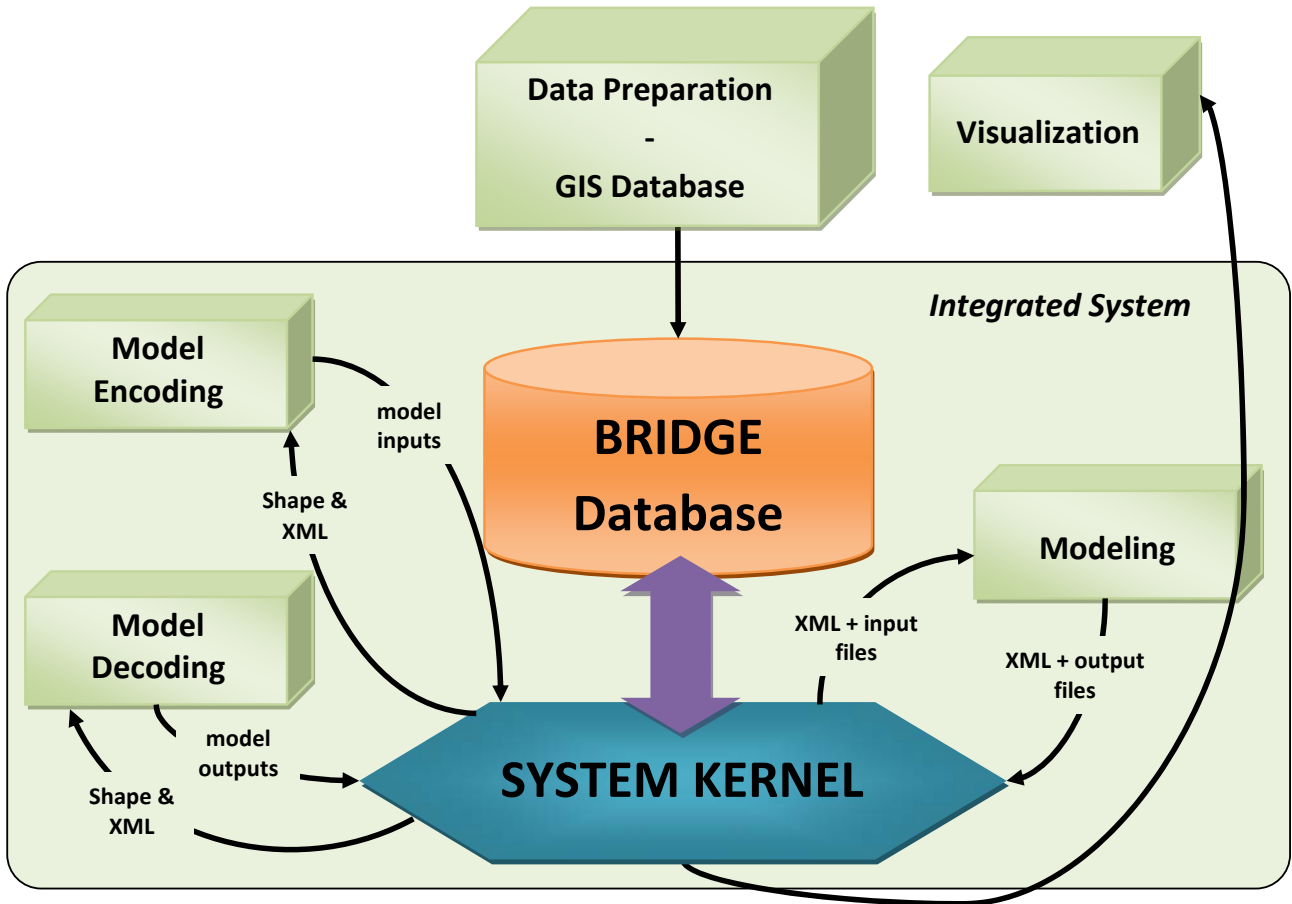 Data Preparation
-
GIS Database
Visualization
Integrated System
Model
Encoding
model
inputs
Shape &
XML
BRIDGE
Database
Modeling
Model
Decoding
XML + input
files
XML + output
files
model
outputs
Shape &
XML
SYSTEM KERNEL